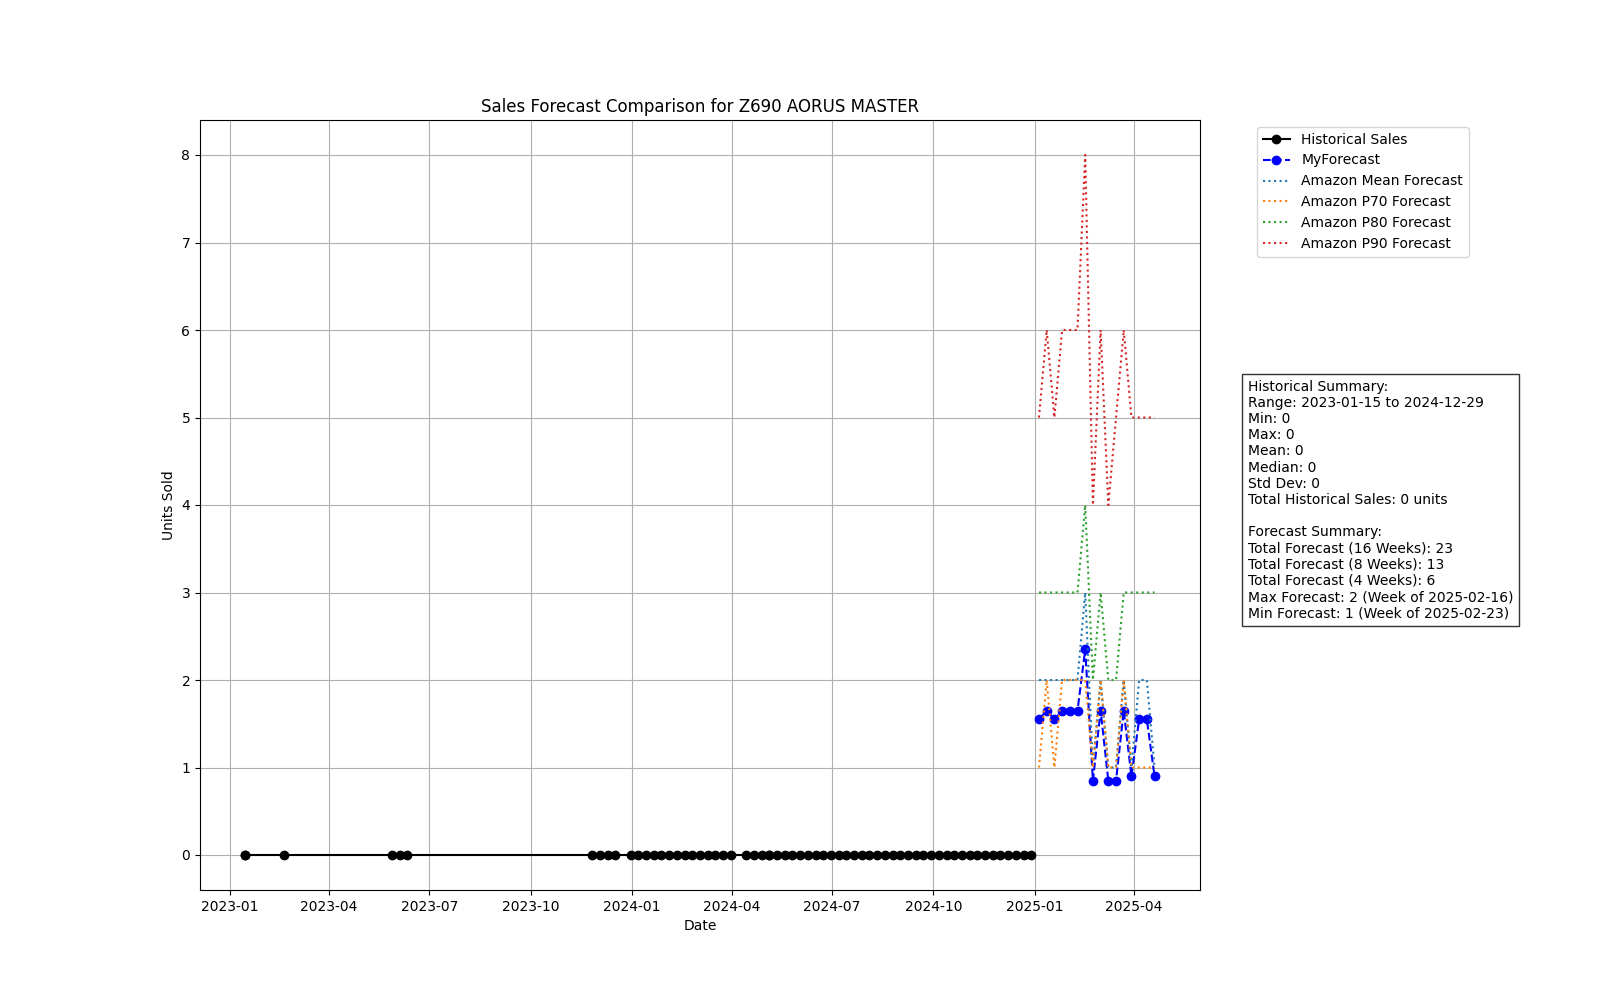 Sales Forecast Comparison for Z690 AORUS MASTER
Historical Sales
MyForecast
Amazon Mean Forecast
Amazon P70 Forecast
Amazon P80 Forecast
Amazon P90 Forecast
8
7
6
5
4
3
2
1
0
Units Sold
Historical Summary:
Range: 2023-01-15 to 2024-12-29
Min: 0
Max: 0
Mean: 0
Median: 0
Std Dev: 0
Total Historical Sales: 0 units
Forecast Summary:
Total Forecast (16 Weeks): 23
Total Forecast (8 Weeks): 13
Total Forecast (4 Weeks): 6
Max Forecast: 2 (Week of 2025-02-16)
Min Forecast: 1 (Week of 2025-02-23)
2023-01 2023-04 2023-07 2023-10 2024-01 2024-04 2024-07 2024-10 2025-01 2025-04
Date